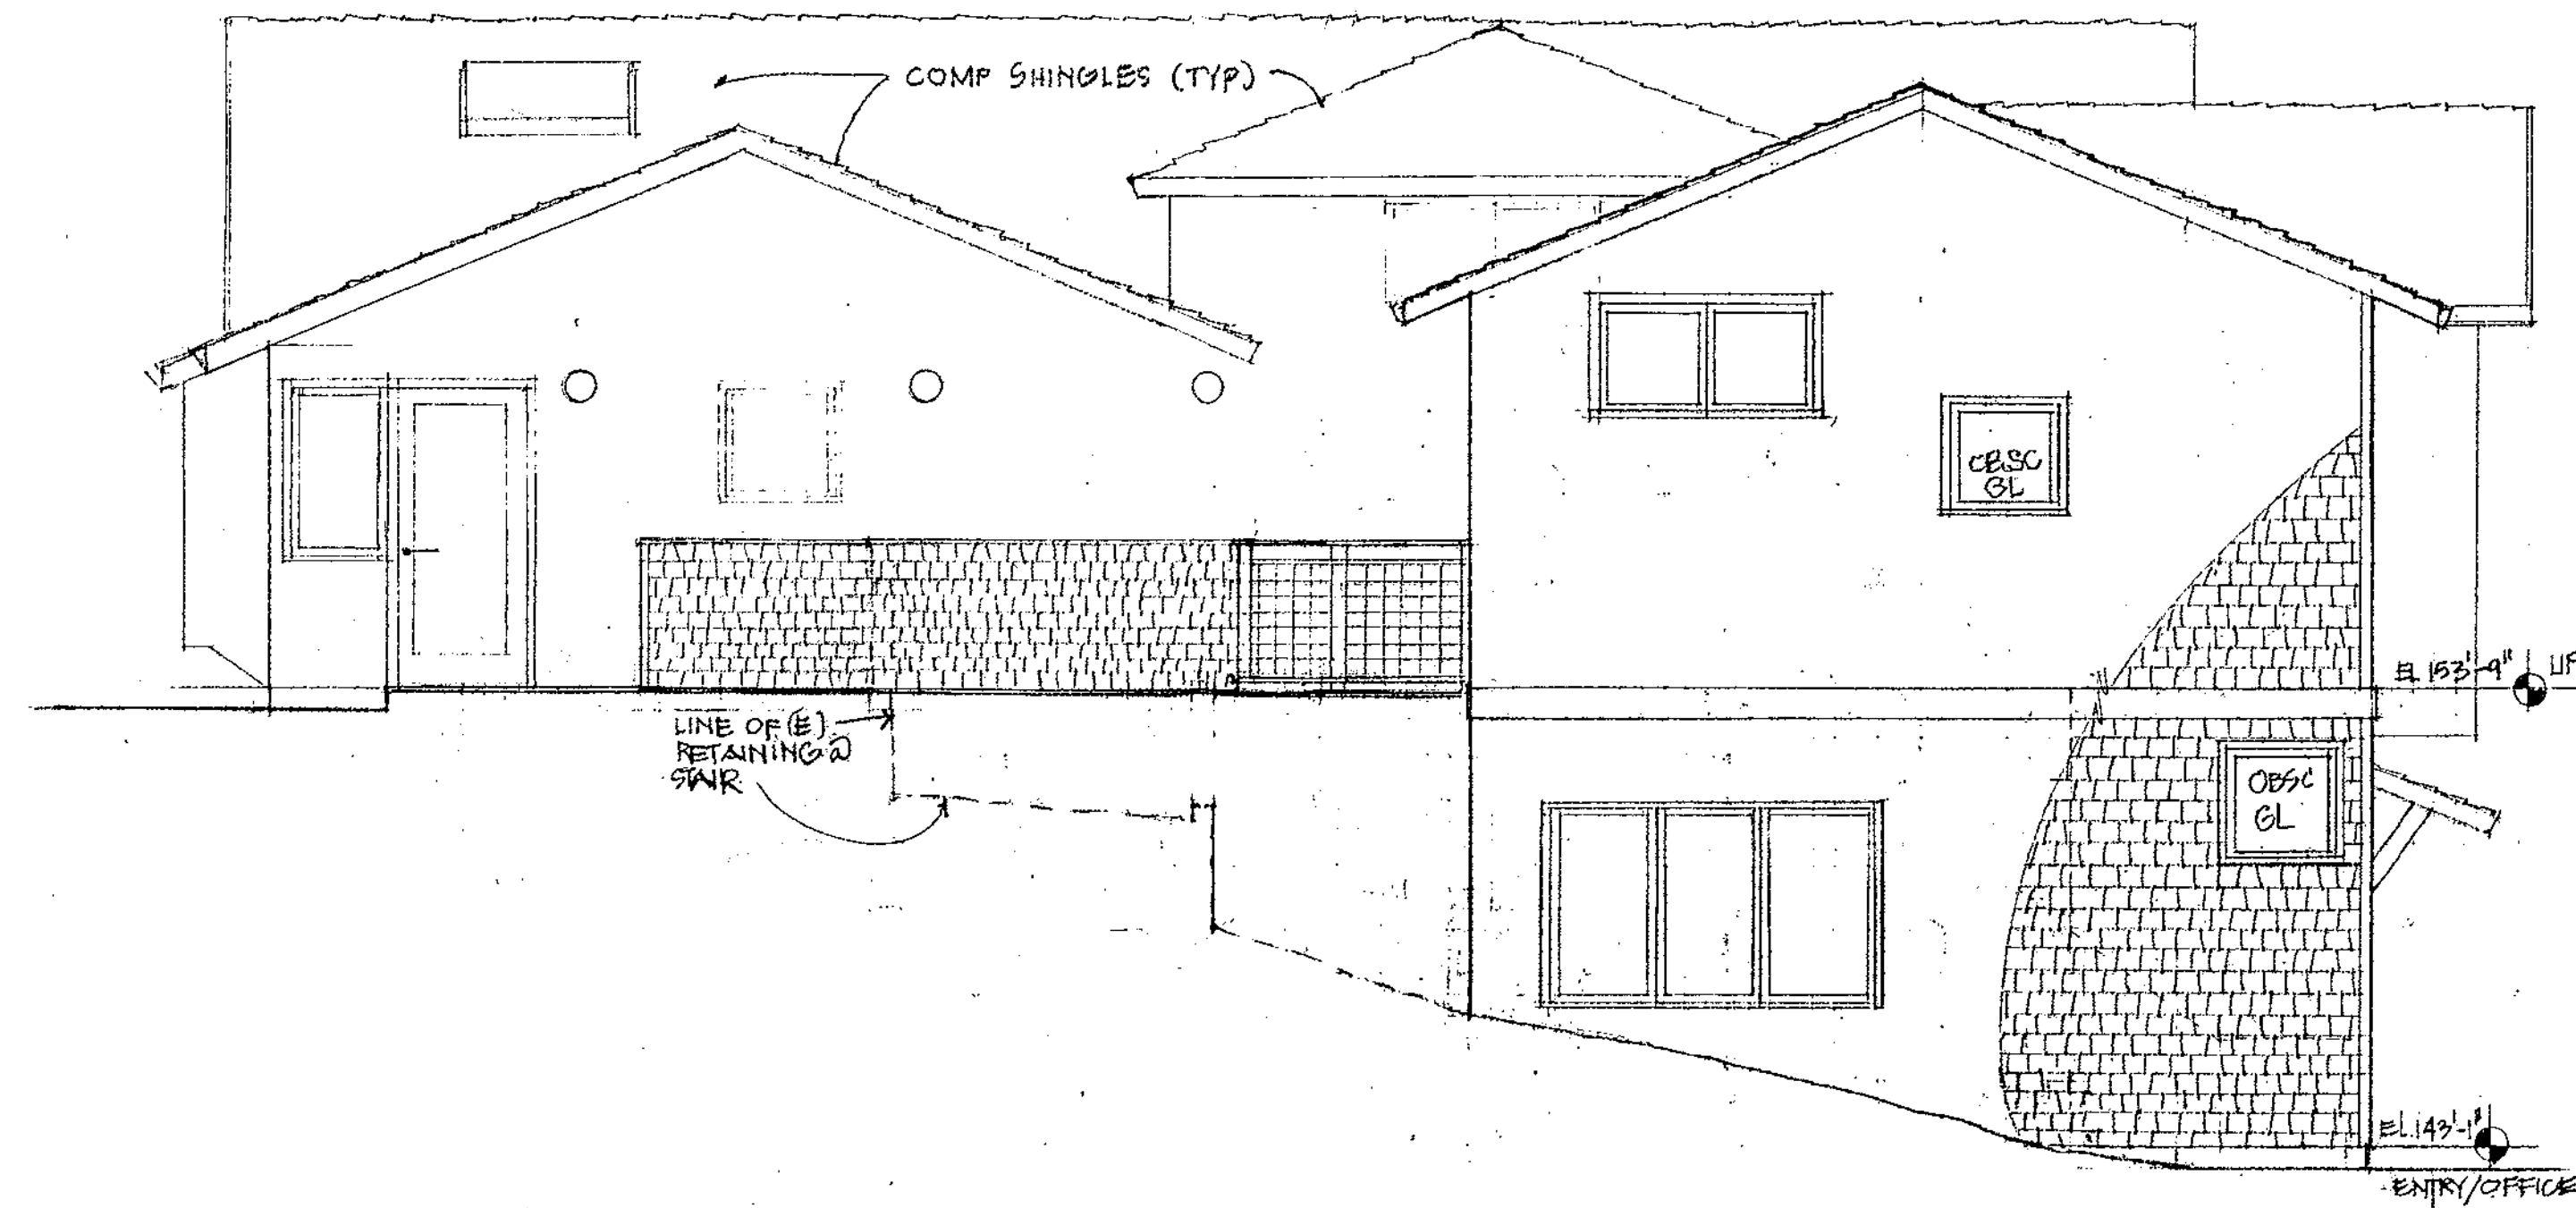 COMP SHINGLES (TYP)
OBSC
GL
EL 153'-9"
LINE OF (E)
RETAINING @
STAIR
OBSC
GL
EL. 143'-1"
ENTRY/OFFICE